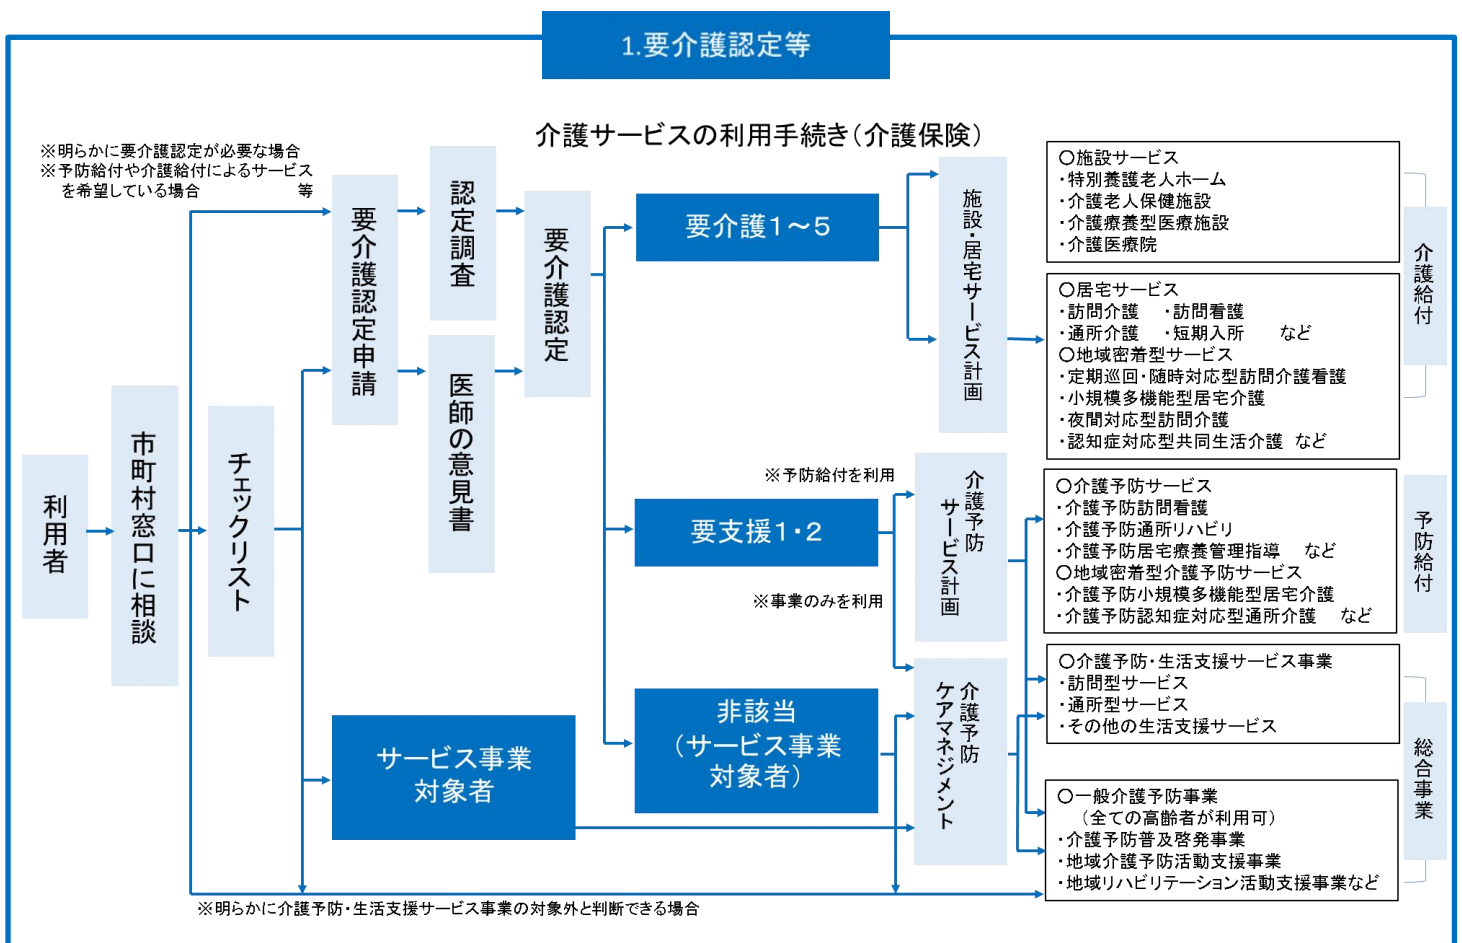 1.要介護認定等
介護サービスの利用手続き(介護保険)
※明らかに要介護認定が必要な場合
※予防給付や介護給付によるサービス
を希望している場合　等
利用者
市町村窓口に相談
チェックリスト
要介護認定申請
認定調査
医師の意見書
要介護認定
要介護1～5
要支援1・2
非該当
(サービス事業
対象者)
サービス事業
対象者
※予防給付を利用
※事業のみを利用
施設・居宅サービス計画
介護予防
サービス計画
介護予防
ケアマネジメント
○施設サービス
・特別養護老人ホーム
・介護老人保健施設
・介護療養型医療施設
・介護医療院
○居宅サービス
・訪問介護　・訪問看護
・通所介護　・短期入所　など
○地域密着型サービス
・定期巡回・随時対応型訪問介護看護
・小規模多機能型居宅介護
・夜間対応型訪問介護
・認知症対応型共同生活介護 など
介護給付
○介護予防サービス
・介護予防訪問看護
・介護予防通所リハビリ
・介護予防居宅療養管理指導　など
○地域密着型介護予防サービス
・介護予防小規模多機能型居宅介護
・介護予防認知症対応型通所介護　など
予防給付
○介護予防・生活支援サービス事業
・訪問型サービス
・通所型サービス
・その他の生活支援サービス
○一般介護予防事業
(全ての高齢者が利用可)
・介護予防普及啓発事業
・地域介護予防活動支援事業
・地域リハビリテーション活動支援事業など
総合事業
※明らかに介護予防・生活支援サービス事業の対象外と判断できる場合